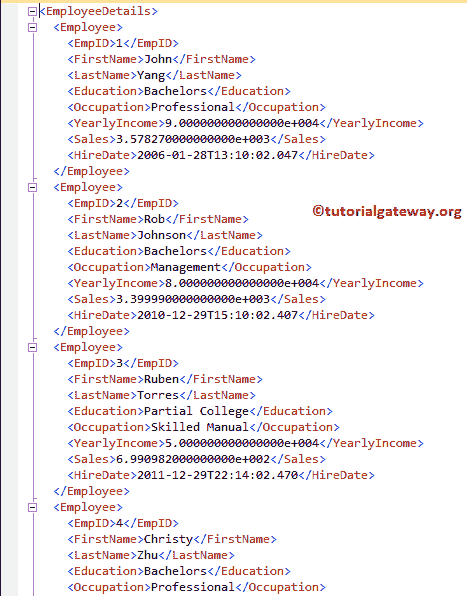 <EmployeeDetails>
<Employee>
<EmpID>1</EmpID>
<FirstName>John</FirstName>
<LastName>Yang</LastName>
<Education>Bachelors</Education>
<Occupation>Professional</Occupation>
<YearlyIncome>9.000000000000000e+004</YearlyIncome>
<Sales>3.578270000000000e+003</Sales>
<HireDate>2006-01-28T13:10:02.047</HireDate>
</Employee>
<Employee>
<EmpID>2</EmpID>
<FirstName>Rob</FirstName>
©tutorialgateway.org
<LastName>Johnson</LastName>
<Education>Bachelors</Education>
<Occupation>Management</Occupation>
<YearlyIncome>8.000000000000000e+004</YearlyIncome>
<Sales>3.399990000000000e+003</Sales>
<HireDate>2010-12-29T15:10:02.407</HireDate>
</Employee>
<Employee>
<EmpID>3</EmpID>
<FirstName>Ruben</FirstName>
<LastName>Torres</LastName>
<Education>Partial College</Education>
<Occupation>Skilled Manual</Occupation>
<YearlyIncome>5.000000000000000e+004</YearlyIncome>
<Sales>6.990982000000000e+002</Sales>
<HireDate>2011-12-29T22:14:02.470</HireDate>
</Employee>
<Employee>
<EmpID>4</EmpID>
<FirstName>Christy</FirstName>
<LastName>Zhu</LastName>
<Education>Bachelors</Education>
<Occupation>Professional</Occupation>